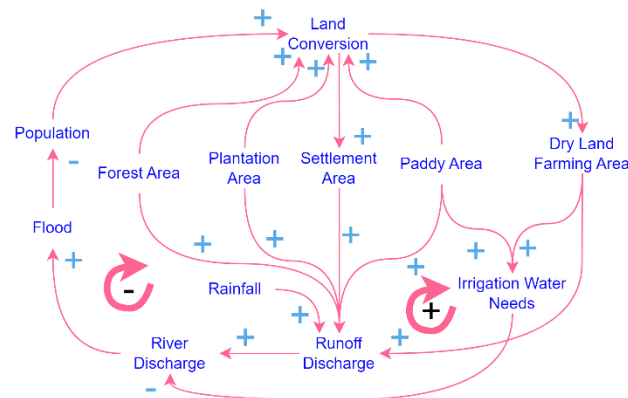 +
Land
Conversion
+
+
+
+
Population
+
+
Dry Land
Farming Area
-
Forest Area
Plantation
Area
Settlement
Area
Paddy Area
Flood
+
+
+
+
+
+
+
-
Rainfall
+
Irrigation Water
Needs
+
+
+
River
Discharge
Runoff
Discharge
-